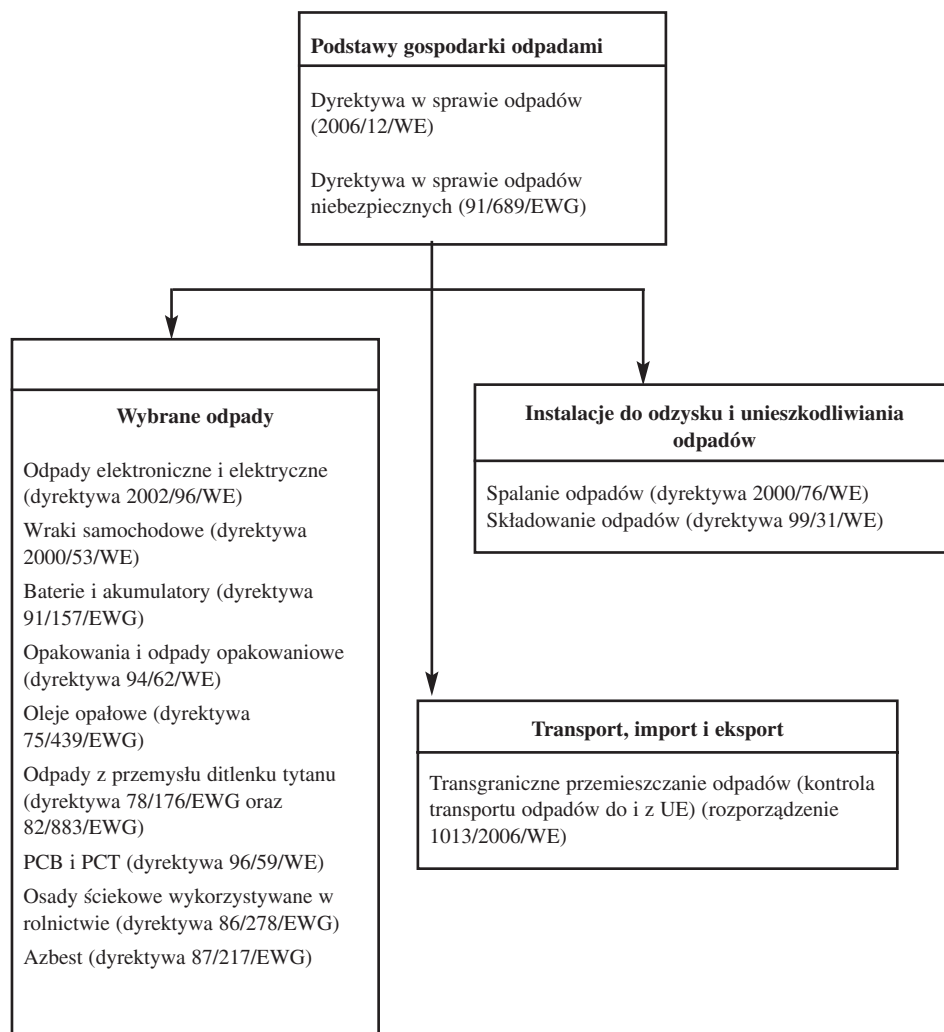 Podstawy gospodarki odpadami
Dyrektywa w sprawie odpadów
(2006/12/WE)
Dyrektywa w sprawie odpadów
niebezpiecznych (91/689/EWG)
Wybrane odpady
Odpady elektroniczne i elektryczne
(dyrektywa 2002/96/WE)
Wraki samochodowe (dyrektywa
2000/53/WE)
Baterie i akumulatory (dyrektywa
91/157/EWG)
Opakowania i odpady opakowaniowe
(dyrektywa 94/62/WE)
Oleje opałowe (dyrektywa
75/439/EWG)
Odpady z przemysłu ditlenku tytanu
(dyrektywa 78/176/EWG oraz
82/883/EWG)
PCB i PCT (dyrektywa 96/59/WE)
Osady ściekowe wykorzystywane w
rolnictwie (dyrektywa 86/278/EWG)
Azbest (dyrektywa 87/217/EWG)
Instalacje do odzysku i unieszkodliwiania
odpadów
Spalanie odpadów (dyrektywa 2000/76/WE)
Składowanie odpadów (dyrektywa 99/31/WE)
Transport, import i eksport
Transgraniczne przemieszczanie odpadów (kontrola
transportu odpadów do i z UE) (rozporządzenie
1013/2006/WE)